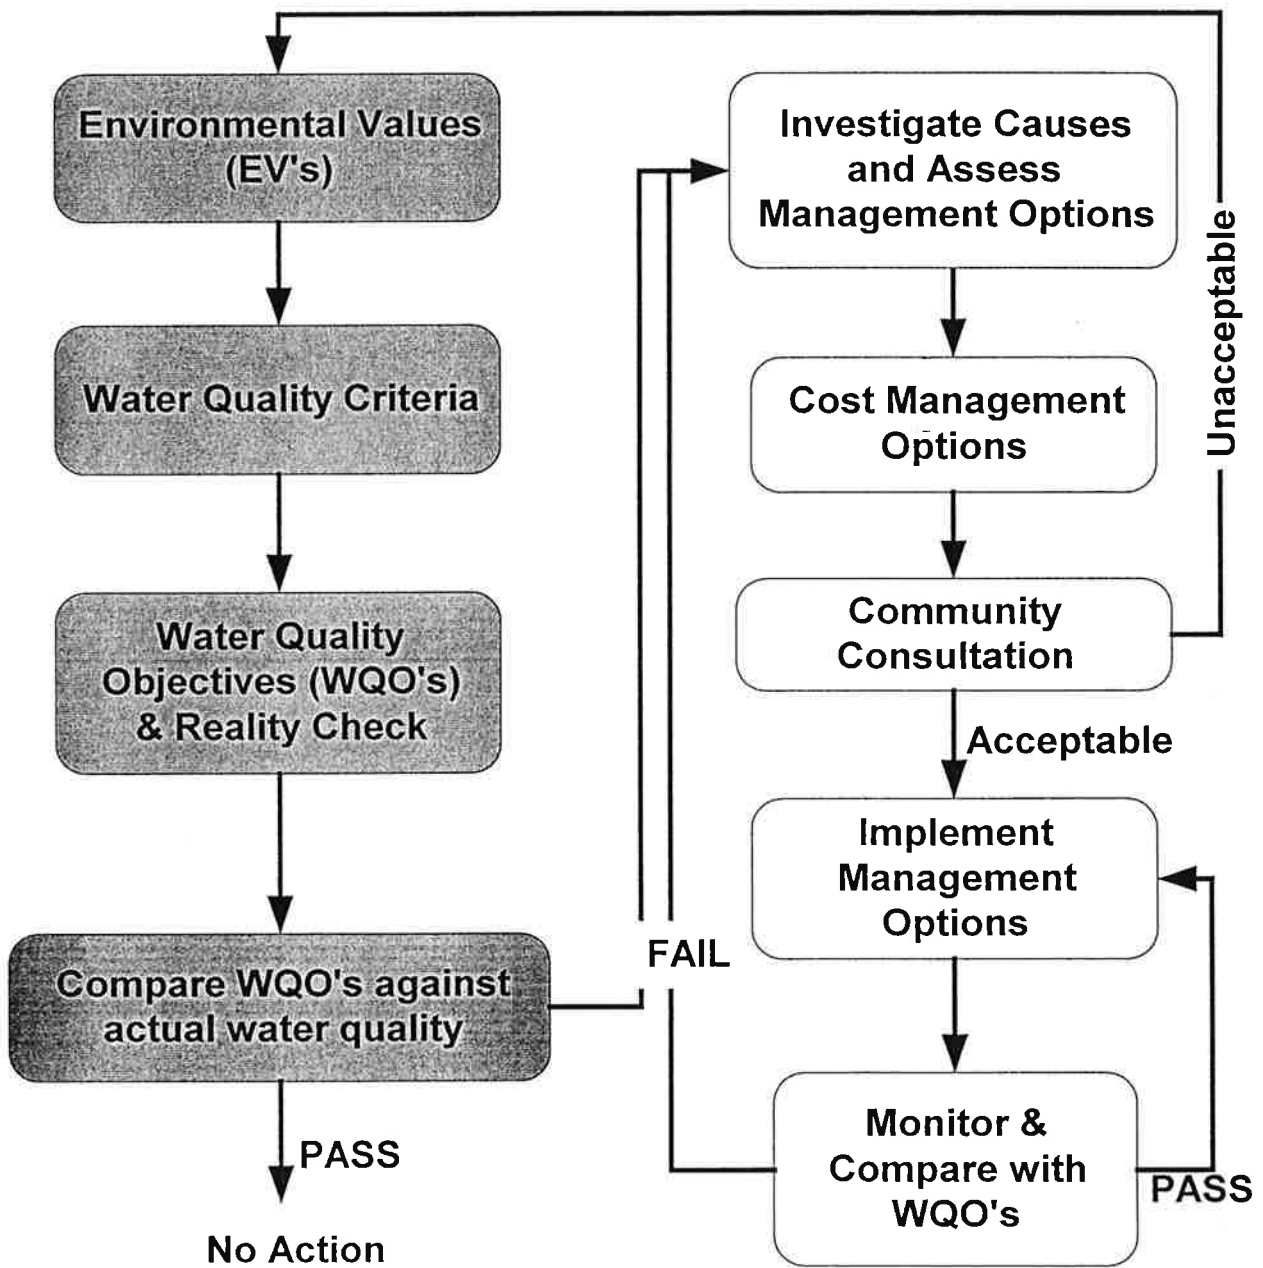 Environmental Values
(EV's)
Water Quality Criteria
Water Quality
Objectives (WQO's)
& Reality Check
Compare WQO's against
actual water quality
PASS
No Action
FAIL
Investigate Causes
and Assess
Management Options
Cost Management
Options
Community
Consultation
Unacceptable
Acceptable
Implement
Management
Options
Monitor &
Compare with
WQO's
PASS